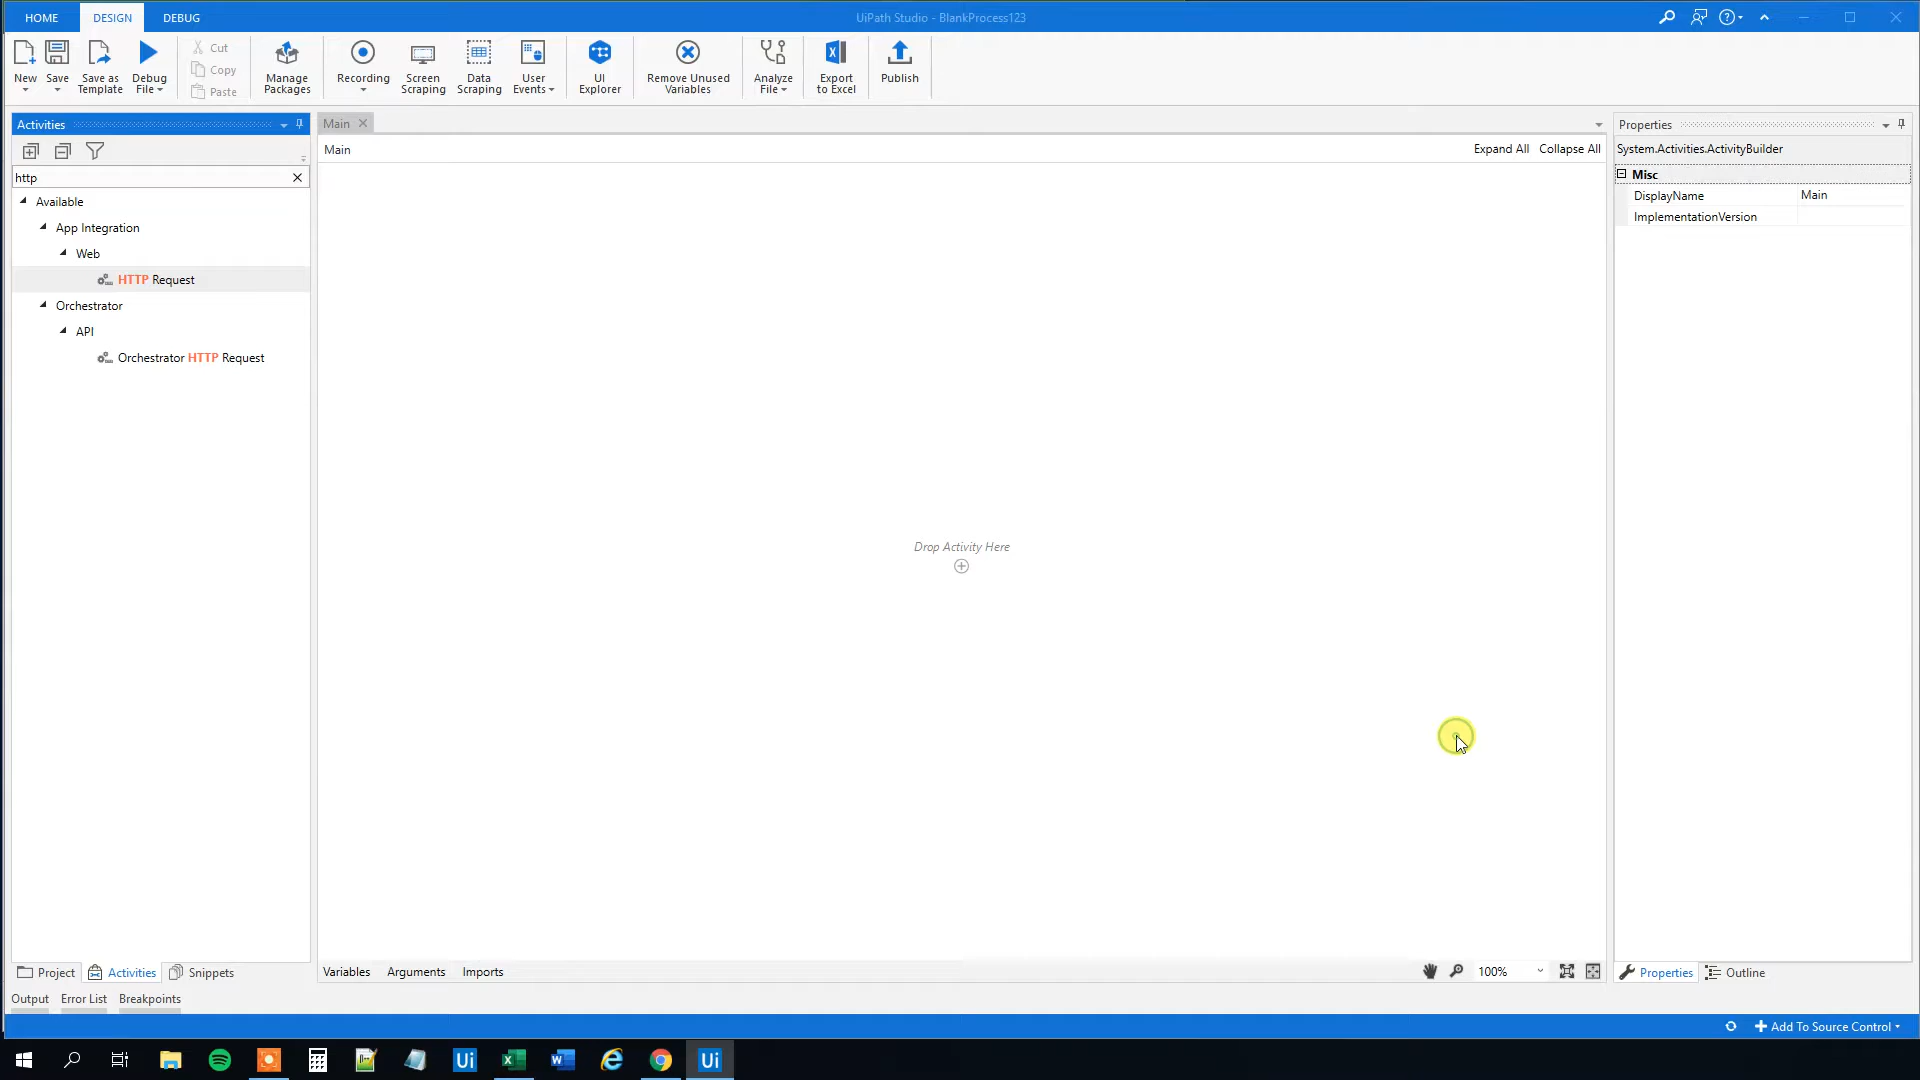 HOME DESIGN DEBUG
UiPath Studio - BlankProcess123
New
Save
Save as Template
Debug File
Cut
Copy
Paste
Manage Packages
Recording
Screen Scraping
Data Scraping
User Events
UI Explorer
Remove Unused Variables
Analyze File
Export to Excel
Publish
Activities
http
Available
App Integration
Web
HTTP Request
Orchestrator
API
Orchestrator HTTP Request
Project Activities Snippets
Main
Main
Expand All Collapse All
Drop Activity Here
Variables Arguments Imports
100%
Properties
System.Activities.ActivityBuilder
Misc
DisplayName Main
ImplementationVersion
Properties Outline
Output Error List Breakpoints
Add To Source Control
Ui
Ui